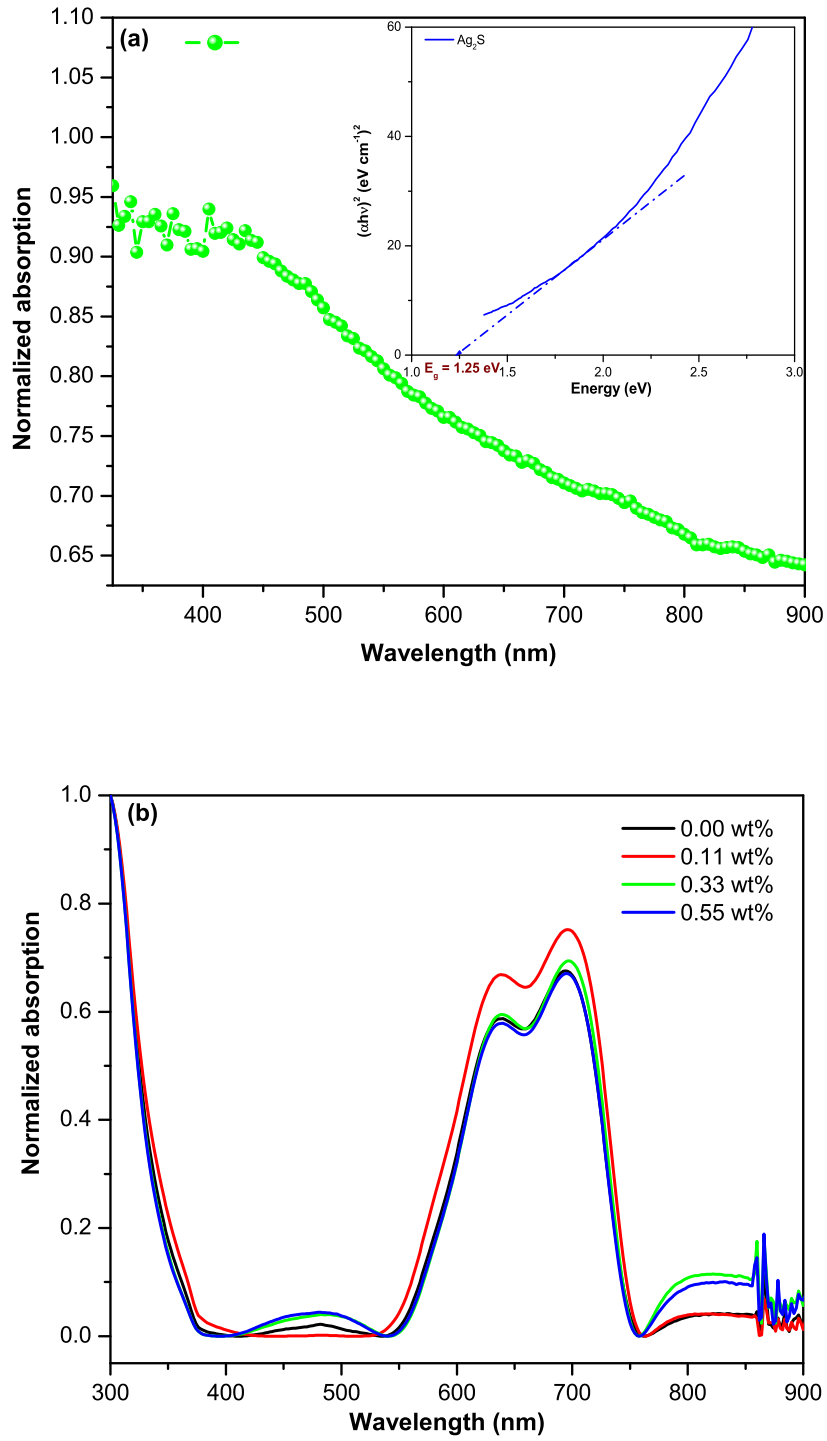 (a)
Normalized absorption
1.10
1.05
1.00
0.95
0.90
0.85
0.80
0.75
0.70
0.65
400
500
600
700
800
900
Wavelength (nm)
Ag₂S
(αhν)² (eV cm⁻¹)²
60
40
20
0
1.0
1.5
2.0
2.5
3.0
E_g = 1.25 eV
Energy (eV)
(b)
Normalized absorption
1.0
0.8
0.6
0.4
0.2
0.0
0.00 wt%
0.11 wt%
0.33 wt%
0.55 wt%
300
400
500
600
700
800
900
Wavelength (nm)